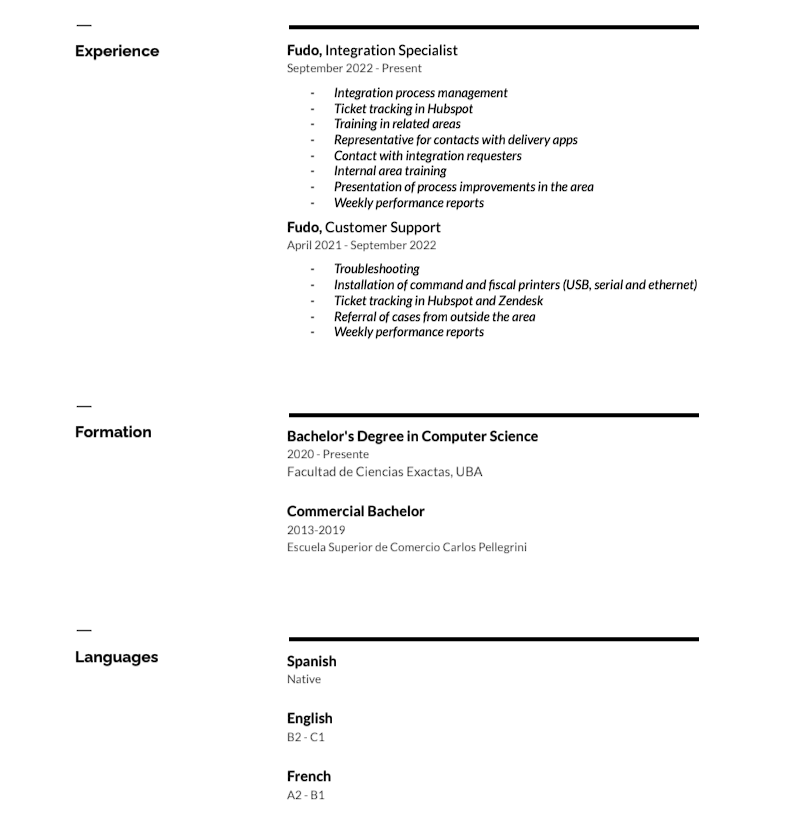 —
Experience
Fudo, Integration Specialist
September 2022 - Present
- Integration process management
- Ticket tracking in Hubspot
- Training in related areas
- Representative for contacts with delivery apps
- Contact with integration requesters
- Internal area training
- Presentation of process improvements in the area
- Weekly performance reports
Fudo, Customer Support
April 2021 - September 2022
- Troubleshooting
- Installation of command and fiscal printers (USB, serial and ethernet)
- Ticket tracking in Hubspot and Zendesk
- Referral of cases from outside the area
- Weekly performance reports
—
Formation
Bachelor's Degree in Computer Science
2020 - Presente
Facultad de Ciencias Exactas, UBA
Commercial Bachelor
2013-2019
Escuela Superior de Comercio Carlos Pellegrini
—
Languages
Spanish
Native
English
B2 - C1
French
A2 - B1